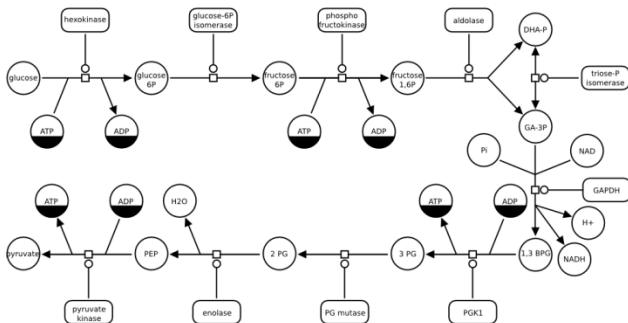 hexokinase
glucose-6P
isomerase
phospho
fructokinase
aldolase
DHA-P
glucose
glucose
6P
fructose
6P
fructose
1,6P
triose-P
isomerase
ATP
ADP
ATP
ADP
GA-3P
Pi
NAD
GAPDH
ATP
ADP
H2O
ATP
ADP
H+
pyruvate
PEP
2 PG
3 PG
1,3 BPG
NADH
pyruvate
kinase
enolase
PG mutase
PGK1